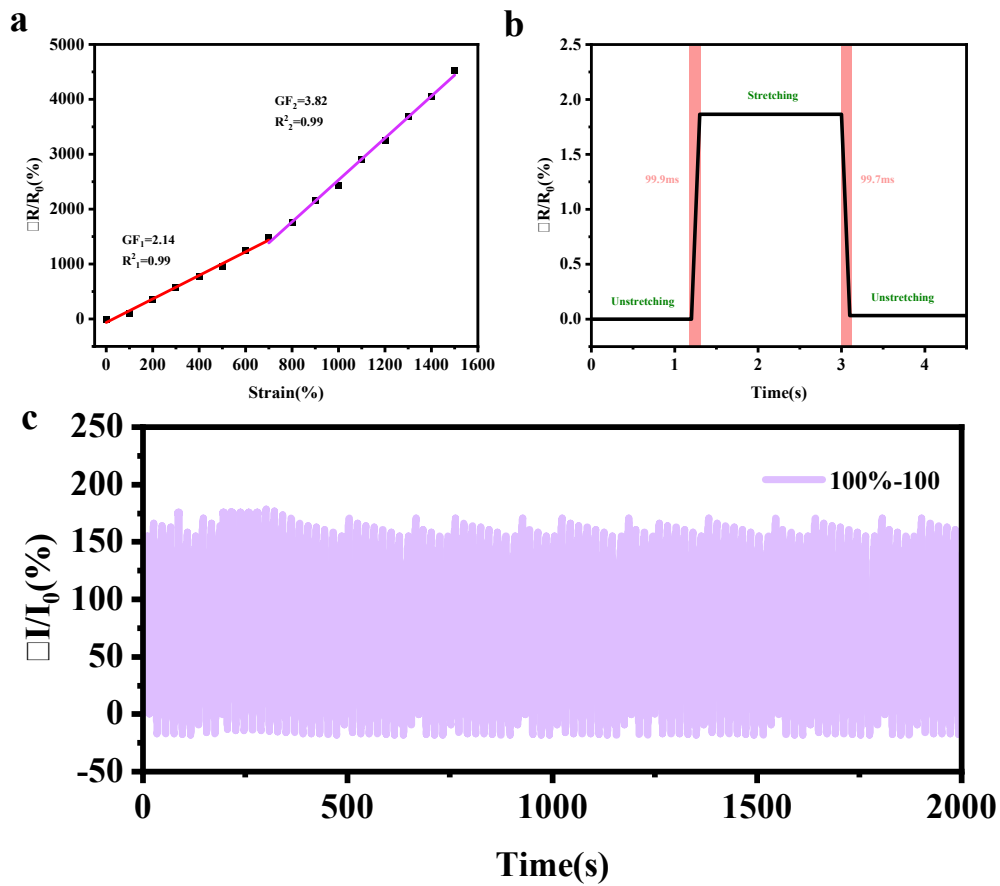 a
5000
4000
3000
2000
1000
0
□R/R0(%)
GF2=3.82
R22=0.99
GF1=2.14
R21=0.99
0 200 400 600 800 1000 1200 1400 1600
Strain(%)
b
2.5
2.0
1.5
1.0
0.5
0.0
□R/R0(%)
Stretching
99.9ms
99.7ms
Unstretching
Unstretching
0 1 2 3 4
Time(s)
c
250
200
150
100
50
0
-50
□I/I0(%)
100%-100
0 500 1000 1500 2000
Time(s)